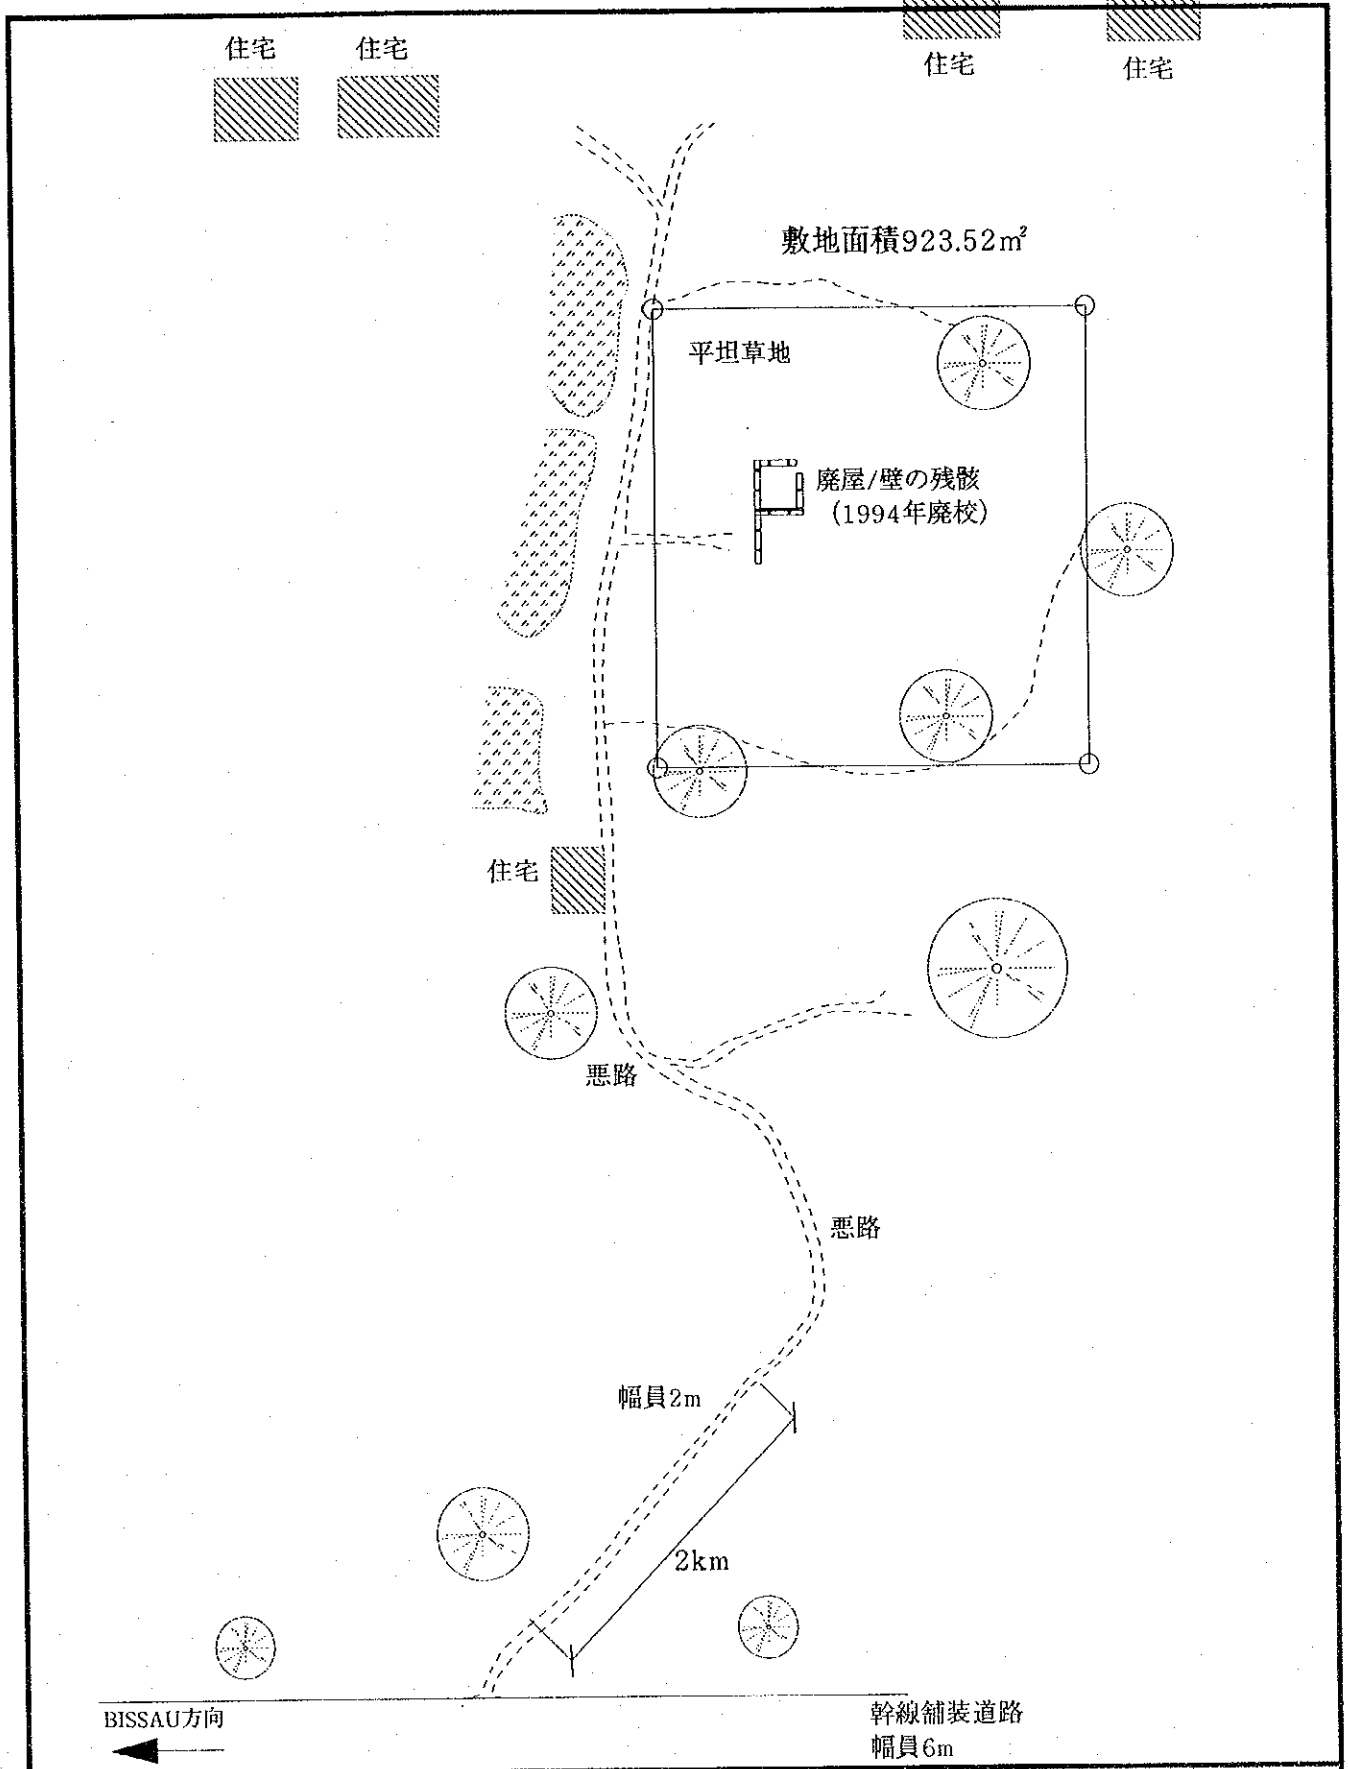 住宅
住宅
住宅
住宅
敷地面積923.52㎡
平坦草地
廃屋/壁の残骸
(1994年廃校)
住宅
悪路
悪路
幅員2m
2km
BISSAU方向
幹線舗装道路
幅員6m